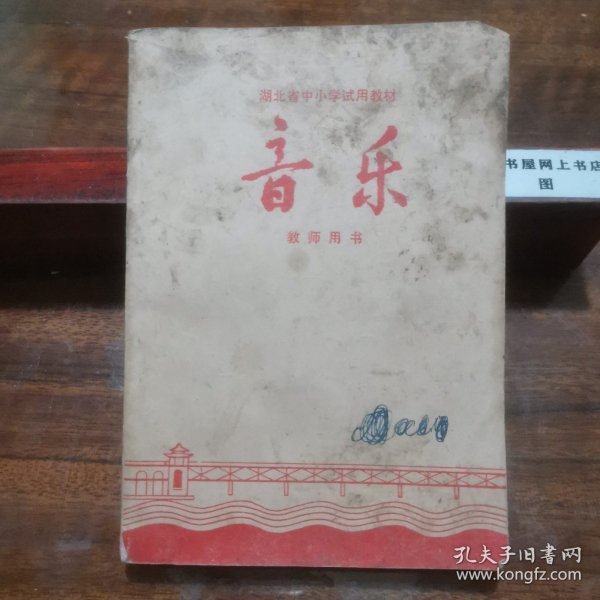 湖北省中小学试用教材
音乐
教师用书
书屋网上书店
图
孔夫子旧书网
www.kongfz.com